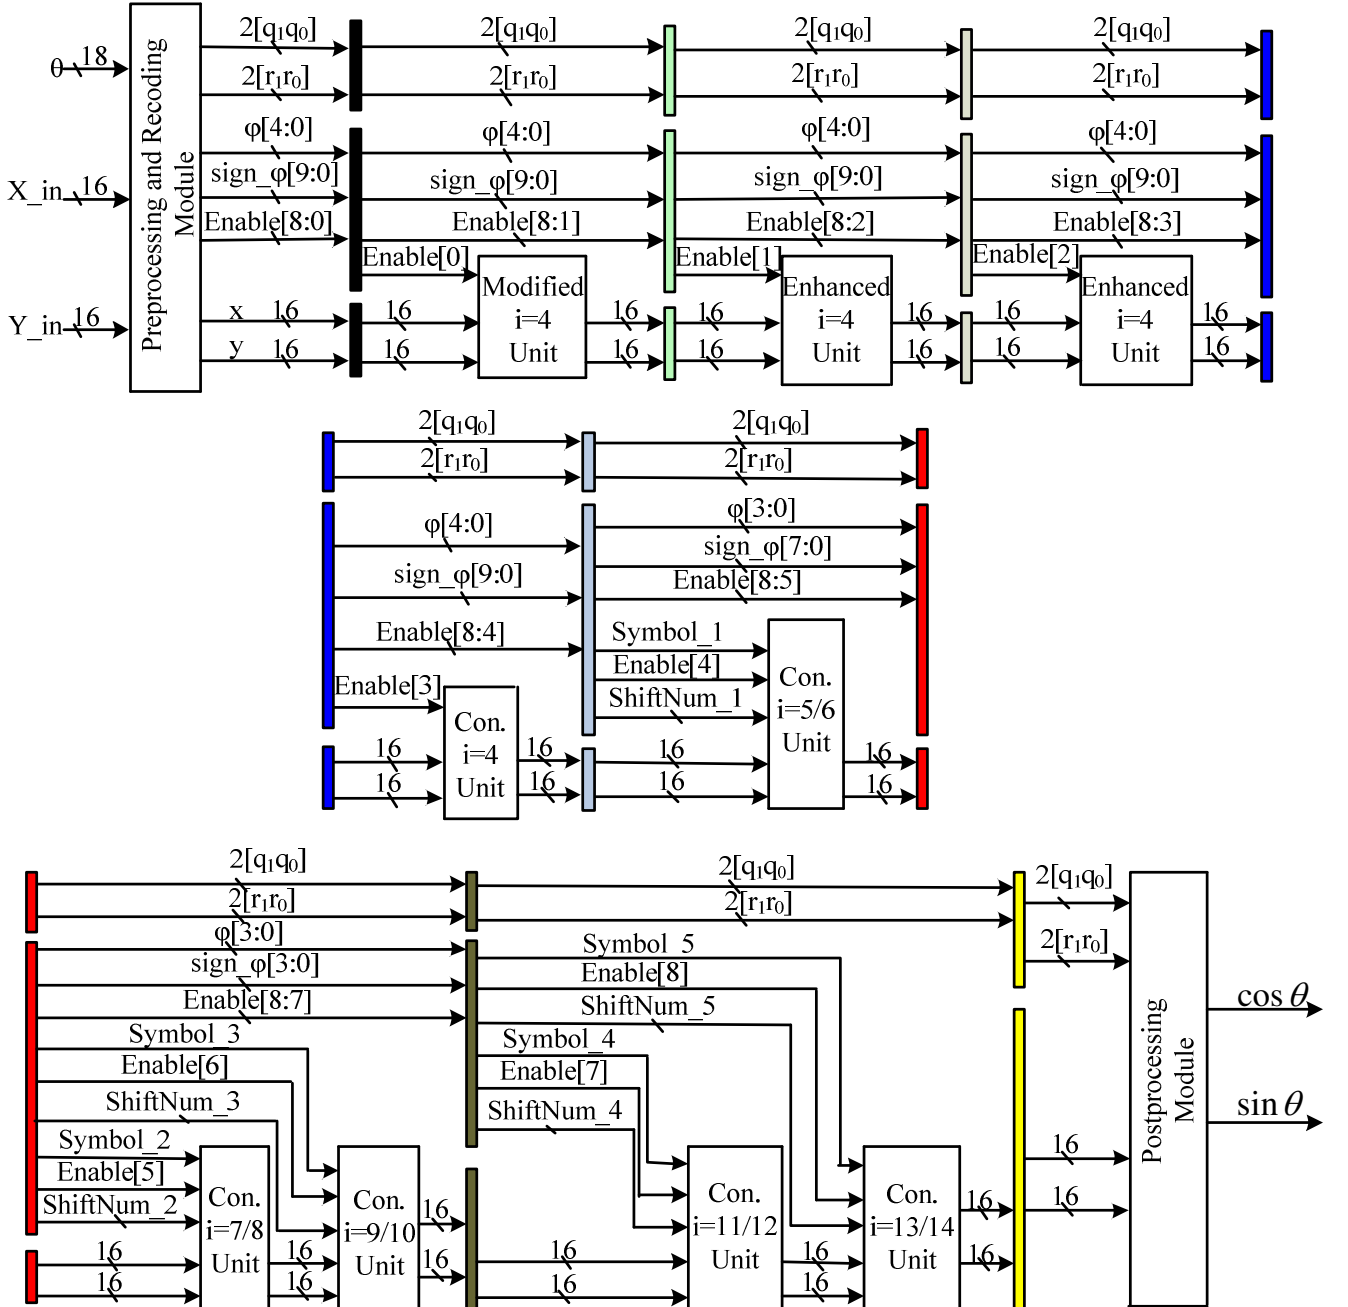 2[q₁q₀] 2[q₁q₀] 2[q₁q₀] 2[q₁q₀]
θ 18
2[r₁r₀] 2[r₁r₀] 2[r₁r₀] 2[r₁r₀]
Preprocessing and Recoding
Module
φ[4:0] φ[4:0] φ[4:0] φ[4:0]
X_in 16
sign_φ[9:0] sign_φ[9:0] sign_φ[9:0] sign_φ[9:0]
Enable[8:0] Enable[8:1] Enable[8:2] Enable[8:3]
Enable[0] Enable[1] Enable[2]
Modified
i=4
Unit
Enhanced
i=4
Unit
Enhanced
i=4
Unit
Y_in 16
x 16 16 16 16 16 16 16
y 16 16 16 16 16 16 16
2[q₁q₀] 2[q₁q₀]
2[r₁r₀] 2[r₁r₀]
φ[4:0] φ[3:0]
sign_φ[9:0] sign_φ[7:0]
Enable[8:4] Enable[8:5]
Symbol_1
Enable[4]
ShiftNum_1
Enable[3]
Con.
i=4
Unit
Con.
i=5/6
Unit
16 16 16 16
16 16 16 16
2[q₁q₀] 2[q₁q₀] 2[q₁q₀]
2[r₁r₀] 2[r₁r₀] 2[r₁r₀]
φ[3:0]
sign_φ[3:0]
Enable[8:7]
Symbol_3
Enable[6]
ShiftNum_3
Symbol_2
Enable[5]
ShiftNum_2
Con.
i=7/8
Unit
Con.
i=9/10
Unit
16 16 16
16 16 16
Symbol_5
Enable[8]
ShiftNum_5
Symbol_4
Enable[7]
ShiftNum_4
Con.
i=11/12
Unit
Con.
i=13/14
Unit
16 16 16 16
16 16 16 16
Postprocessing
Module
cos θ
sin θ